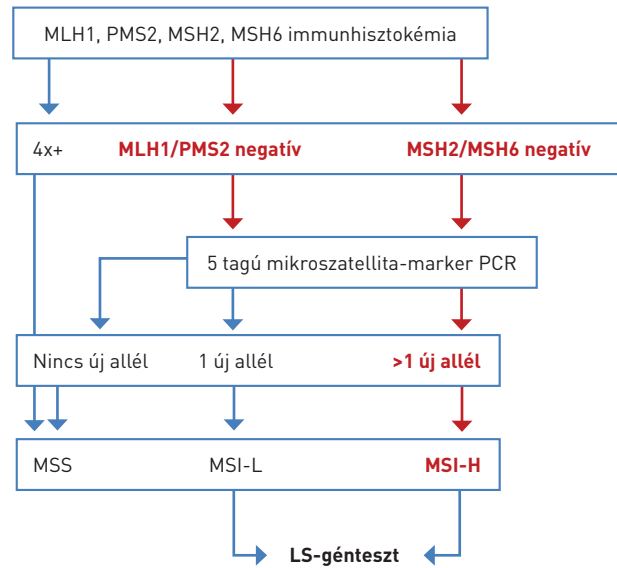 MLH1, PMS2, MSH2, MSH6 immunhisztokémia
4x+ MLH1/PMS2 negatív MSH2/MSH6 negatív
5 tagú mikroszatellita-marker PCR
Nincs új allél 1 új allél >1 új allél
MSS MSI-L MSI-H
LS-génteszt